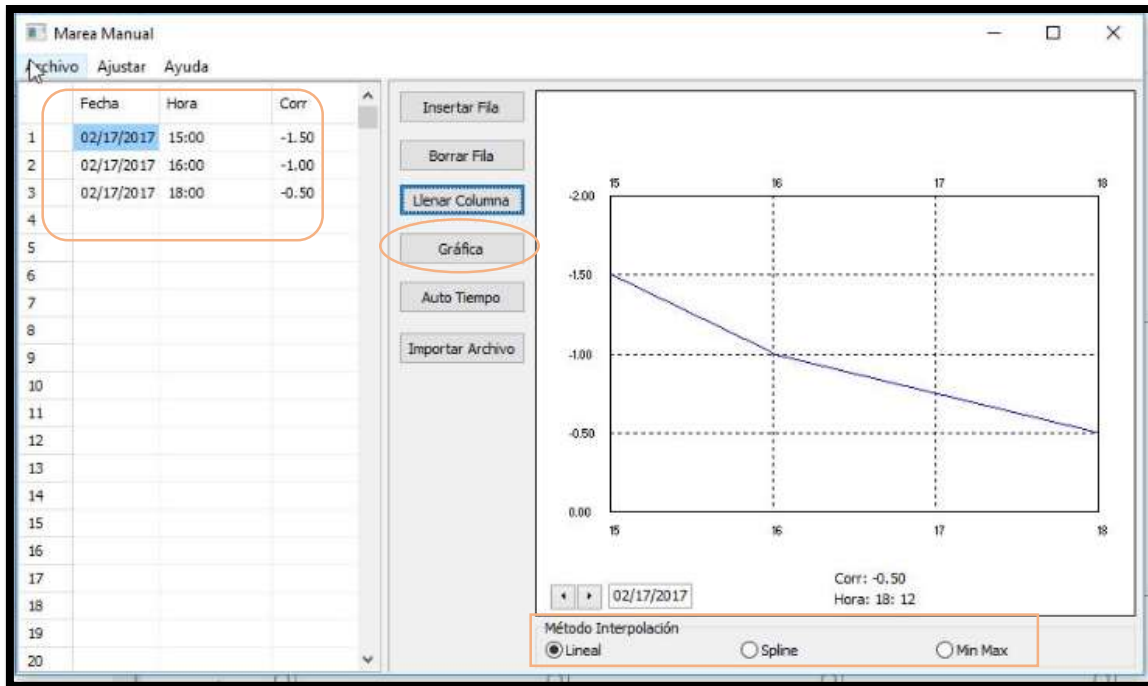 Marea Manual
Archivo Ajustar Ayuda
Fecha Hora Corr
1 02/17/2017 15:00 -1.50
2 02/17/2017 16:00 -1.00
3 02/17/2017 18:00 -0.50
4
5
6
7
8
9
10
11
12
13
14
15
16
17
18
19
20
Insertar Fila
Borrar Fila
Llenar Columna
Gráfica
Auto Tiempo
Importar Archivo
15 16 17 18
-2.00
-1.50
-1.00
-0.50
0.00
15 16 17 18
02/17/2017
Corr: -0.50
Hora: 18: 12
Método Interpolación
Lineal Spline Min Max